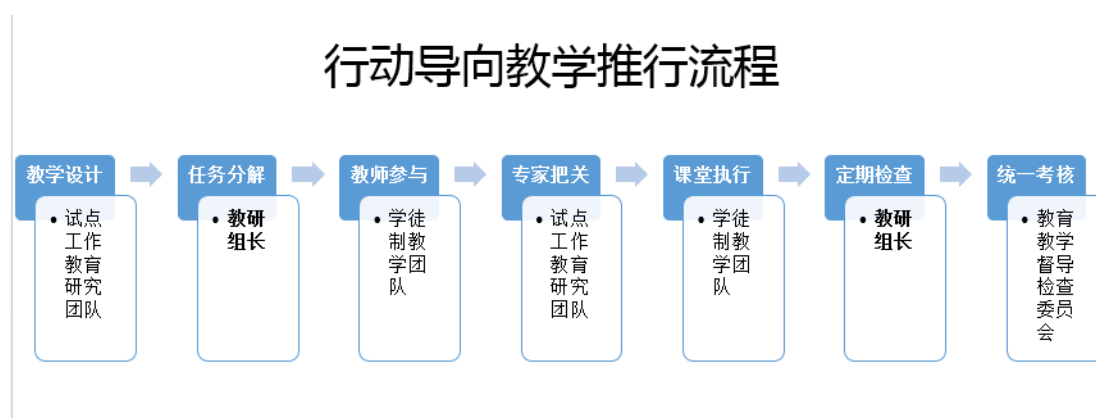 行动导向教学推行流程
教学设计
• 试点
工作
教育
研究
团队
任务分解
• 教研
组长
教师参与
• 学徒
制教
学团
队
专家把关
• 试点
工作
教育
研究
团队
课堂执行
• 学徒
制教
学团
队
定期检查
• 教研
组长
统一考核
• 教育
教学
督导
检查
委员
会